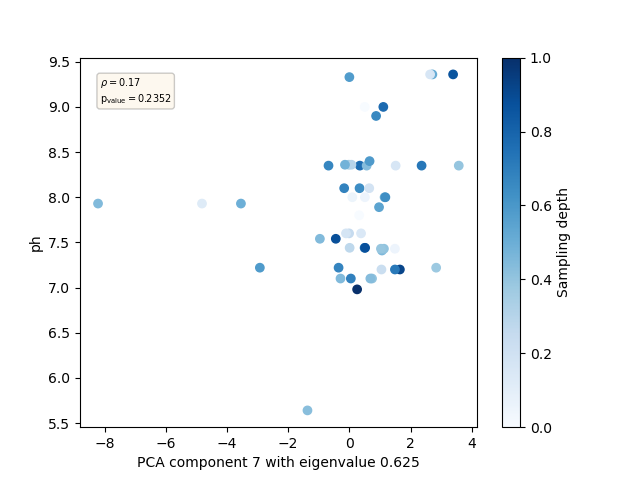 9.5
9.0
8.5
8.0
7.5
7.0
6.5
6.0
5.5
ph
ρ = 0.17
p_value = 0.2352
−8 −6 −4 −2 0 2 4
PCA component 7 with eigenvalue 0.625
1.0
0.8
0.6
0.4
0.2
0.0
Sampling depth